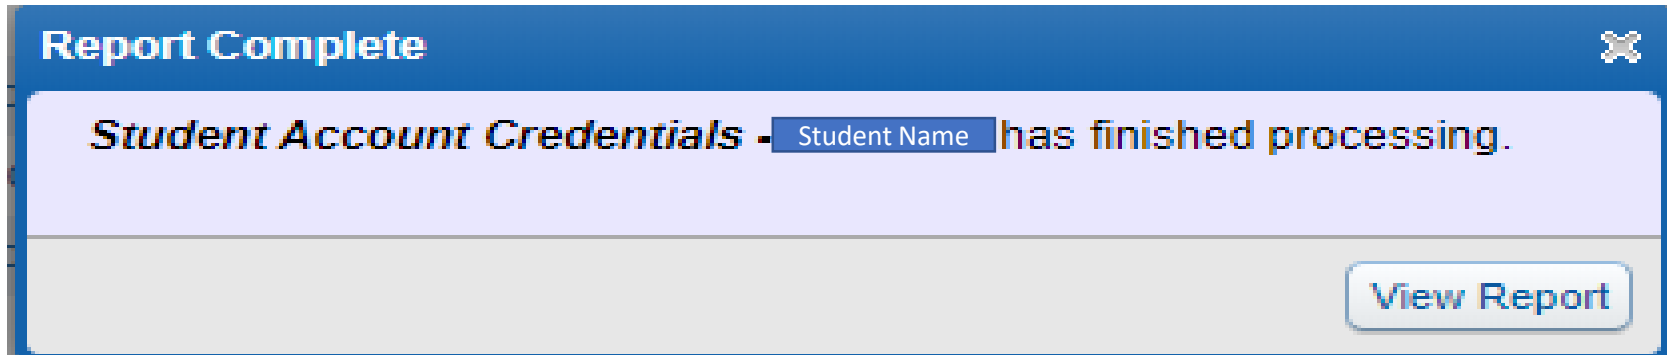 Report Complete
Student Account Credentials - Student Name has finished processing.
View Report